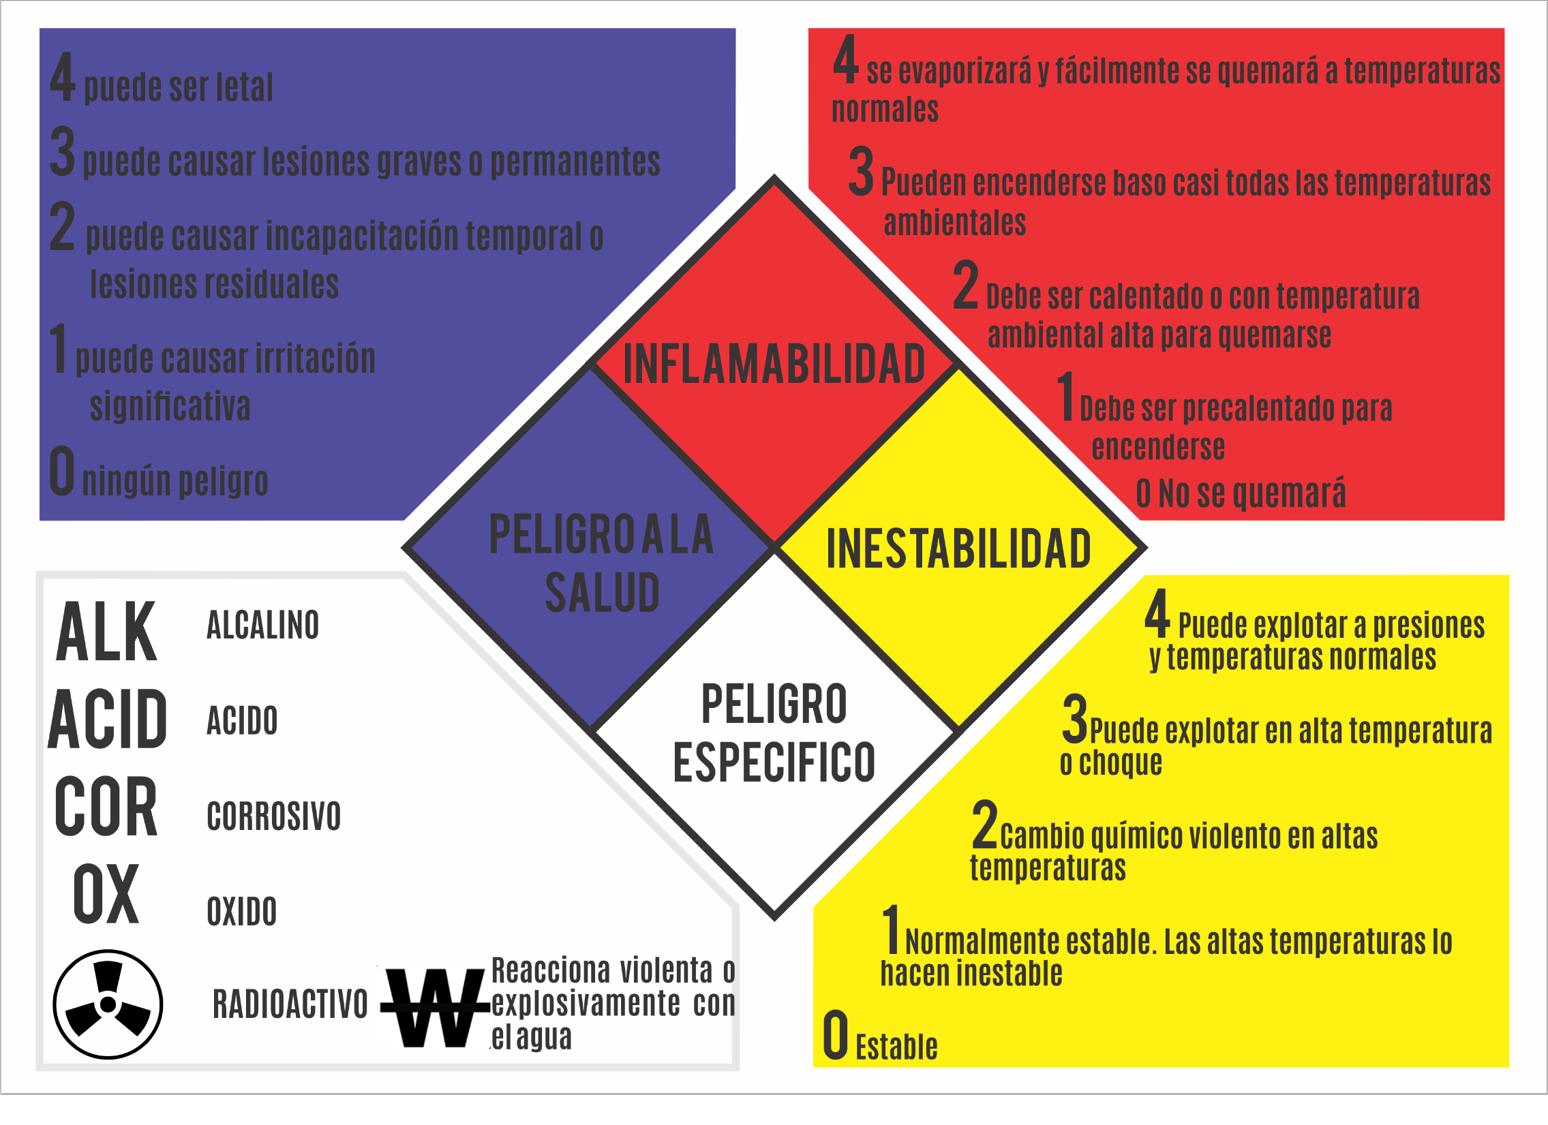 4 puede ser letal
3 puede causar lesiones graves o permanentes
2 puede causar incapacitación temporal o
lesiones residuales
1 puede causar irritación
significativa
0 ningún peligro
4 se evaporizará y fácilmente se quemará a temperaturas
normales
3 Pueden encenderse baso casi todas las temperaturas
ambientales
2 Debe ser calentado o con temperatura
ambiental alta para quemarse
1 Debe ser precalentado para
encenderse
0 No se quemará
INFLAMABILIDAD
PELIGRO A LA
SALUD
INESTABILIDAD
PELIGRO
ESPECIFICO
ALK ALCALINO
ACID ACIDO
COR CORROSIVO
OX OXIDO
RADIOACTIVO
W Reacciona violenta o
explosivamente con
el agua
4 Puede explotar a presiones
y temperaturas normales
3 Puede explotar en alta temperatura
o choque
2 Cambio químico violento en altas
temperaturas
1 Normalmente estable. Las altas temperaturas lo
hacen inestable
0 Estable